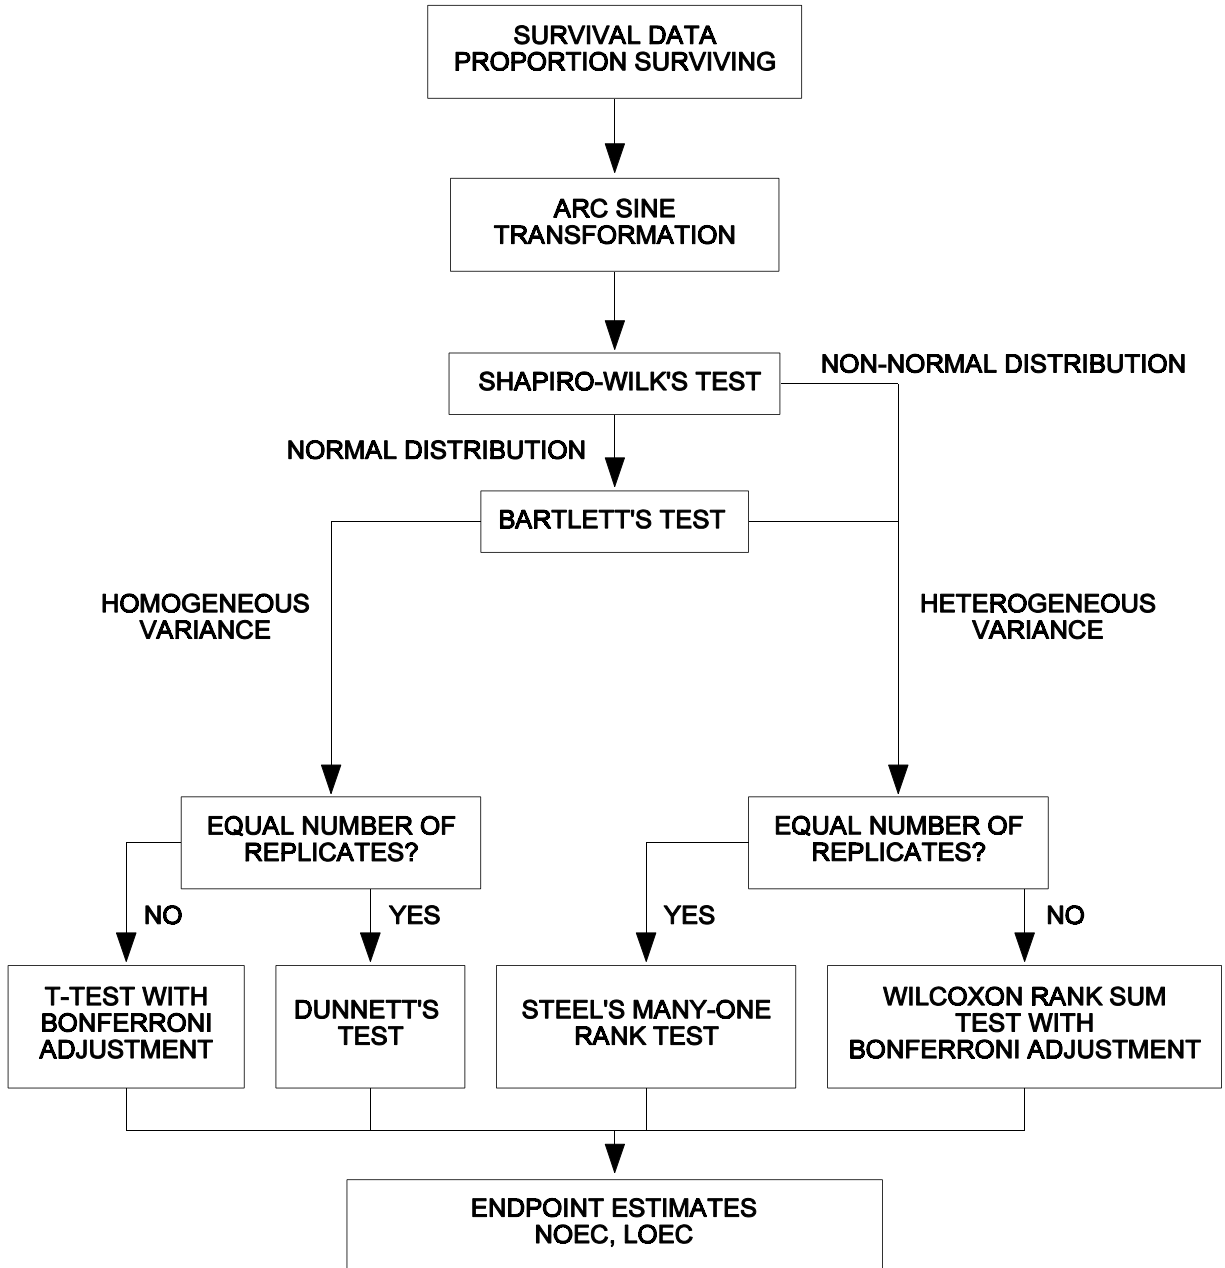 SURVIVAL DATA
PROPORTION SURVIVING
ARC SINE
TRANSFORMATION
SHAPIRO-WILK'S TEST
NON-NORMAL DISTRIBUTION
NORMAL DISTRIBUTION
BARTLETT'S TEST
HOMOGENEOUS
VARIANCE
HETEROGENEOUS
VARIANCE
EQUAL NUMBER OF
REPLICATES?
EQUAL NUMBER OF
REPLICATES?
NO
YES
YES
NO
T-TEST WITH
BONFERRONI
ADJUSTMENT
DUNNETT'S
TEST
STEEL'S MANY-ONE
RANK TEST
WILCOXON RANK SUM
TEST WITH
BONFERRONI ADJUSTMENT
ENDPOINT ESTIMATES
NOEC, LOEC